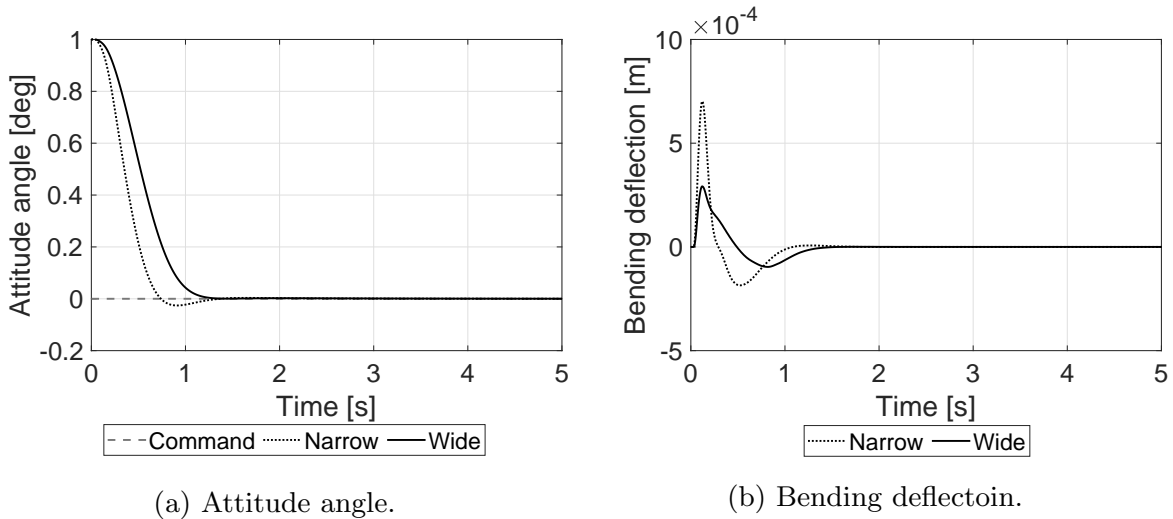 Attitude angle [deg]
1
0.8
0.6
0.4
0.2
0
-0.2
0 1 2 3 4 5
Time [s]
Command Narrow Wide
(a) Attitude angle.
×10-4
Bending deflection [m]
10
5
0
-5
0 1 2 3 4 5
Time [s]
Narrow Wide
(b) Bending deflectoin.